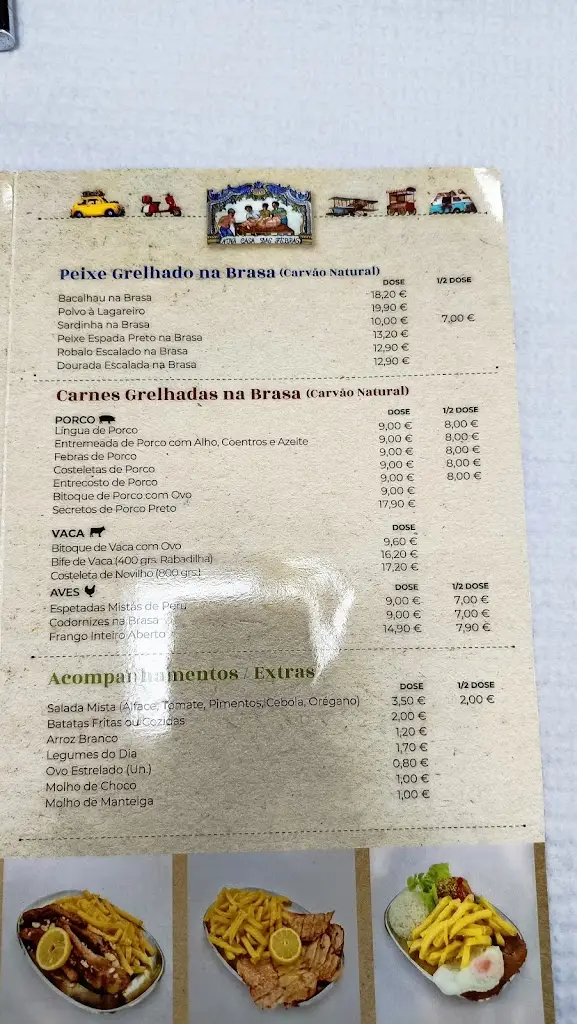 NOVA CASA DAS BIFANAS
Peixe Grelhado na Brasa (Carvão Natural)
DOSE 1/2 DOSE
Bacalhau na Brasa 18,20 €
Polvo à Lagareiro 19,90 €
Sardinha na Brasa 10,00 € 7,00 €
Peixe Espada Preto na Brasa 13,20 €
Robalo Escalado na Brasa 12,90 €
Dourada Escalada na Brasa 12,90 €
Carnes Grelhadas na Brasa (Carvão Natural)
PORCO DOSE 1/2 DOSE
Língua de Porco 9,00 € 8,00 €
Entremeada de Porco com Alho, Coentros e Azeite 9,00 € 8,00 €
Febras de Porco 9,00 € 8,00 €
Costeletas de Porco 9,00 € 8,00 €
Entrecosto de Porco 9,00 € 8,00 €
Bitoque de Porco com Ovo 9,00 €
Secretos de Porco Preto 17,90 €
VACA DOSE
Bitoque de Vaca com Ovo 9,60 €
Bife de Vaca (400 grs. Rabadilha) 16,20 €
Costeleta de Novilho (800 grs.) 17,20 €
AVES DOSE 1/2 DOSE
Espetadas Mistas de Peru 9,00 € 7,00 €
Codornizes na Brasa 9,00 € 7,00 €
Frango Inteiro Aberto 14,90 € 7,90 €
Acompanhamentos / Extras
DOSE 1/2 DOSE
Salada Mista (Alface, Tomate, Pimentos, Cebola, Orégano) 3,50 € 2,00 €
Batatas Fritas ou Cozidas 2,00 €
Arroz Branco 1,20 €
Legumes do Dia 1,70 €
Ovo Estrelado (Un.) 0,80 €
Molho de Choco 1,00 €
Molho de Manteiga 1,00 €